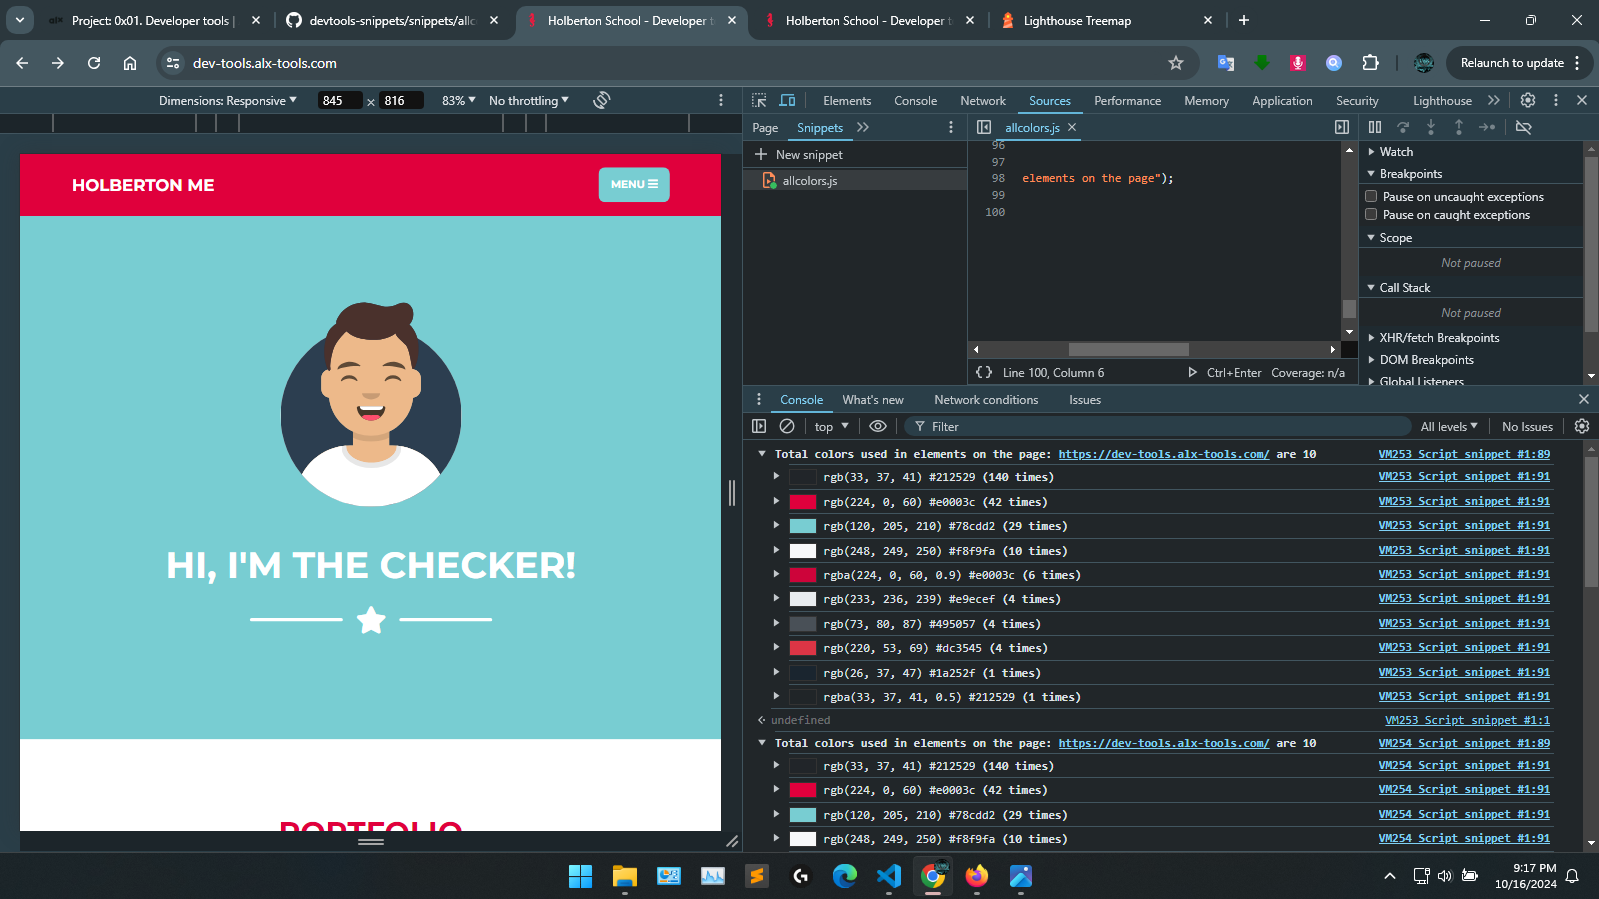 Project: 0x01. Developer tools |
devtools-snippets/snippets/allc
Holberton School - Developer t
Holberton School - Developer t
Lighthouse Treemap
dev-tools.alx-tools.com
Relaunch to update
Dimensions: Responsive
845 x 816
83%
No throttling
Elements
Console
Network
Sources
Performance
Memory
Application
Security
Lighthouse
Page
Snippets
allcolors.js
New snippet
allcolors.js
96
97
98 elements on the page");
99
100
{} Line 100, Column 6
Ctrl+Enter Coverage: n/a
Watch
Breakpoints
Pause on uncaught exceptions
Pause on caught exceptions
Scope
Not paused
Call Stack
Not paused
XHR/fetch Breakpoints
DOM Breakpoints
Global Listeners
HOLBERTON ME
MENU
HI, I'M THE CHECKER!
PORTFOLIO
Console
What's new
Network conditions
Issues
top
Filter
All levels
No Issues
Total colors used in elements on the page: https://dev-tools.alx-tools.com/ are 10 VM253 Script snippet #1:89
rgb(33, 37, 41) #212529 (140 times) VM253 Script snippet #1:91
rgb(224, 0, 60) #e0003c (42 times) VM253 Script snippet #1:91
rgb(120, 205, 210) #78cdd2 (29 times) VM253 Script snippet #1:91
rgb(248, 249, 250) #f8f9fa (10 times) VM253 Script snippet #1:91
rgba(224, 0, 60, 0.9) #e0003c (6 times) VM253 Script snippet #1:91
rgb(233, 236, 239) #e9ecef (4 times) VM253 Script snippet #1:91
rgb(73, 80, 87) #495057 (4 times) VM253 Script snippet #1:91
rgb(220, 53, 69) #dc3545 (4 times) VM253 Script snippet #1:91
rgb(26, 37, 47) #1a252f (1 times) VM253 Script snippet #1:91
rgba(33, 37, 41, 0.5) #212529 (1 times) VM253 Script snippet #1:91
undefined VM253 Script snippet #1:1
Total colors used in elements on the page: https://dev-tools.alx-tools.com/ are 10 VM254 Script snippet #1:89
rgb(33, 37, 41) #212529 (140 times) VM254 Script snippet #1:91
rgb(224, 0, 60) #e0003c (42 times) VM254 Script snippet #1:91
rgb(120, 205, 210) #78cdd2 (29 times) VM254 Script snippet #1:91
rgb(248, 249, 250) #f8f9fa (10 times) VM254 Script snippet #1:91
9:17 PM
10/16/2024